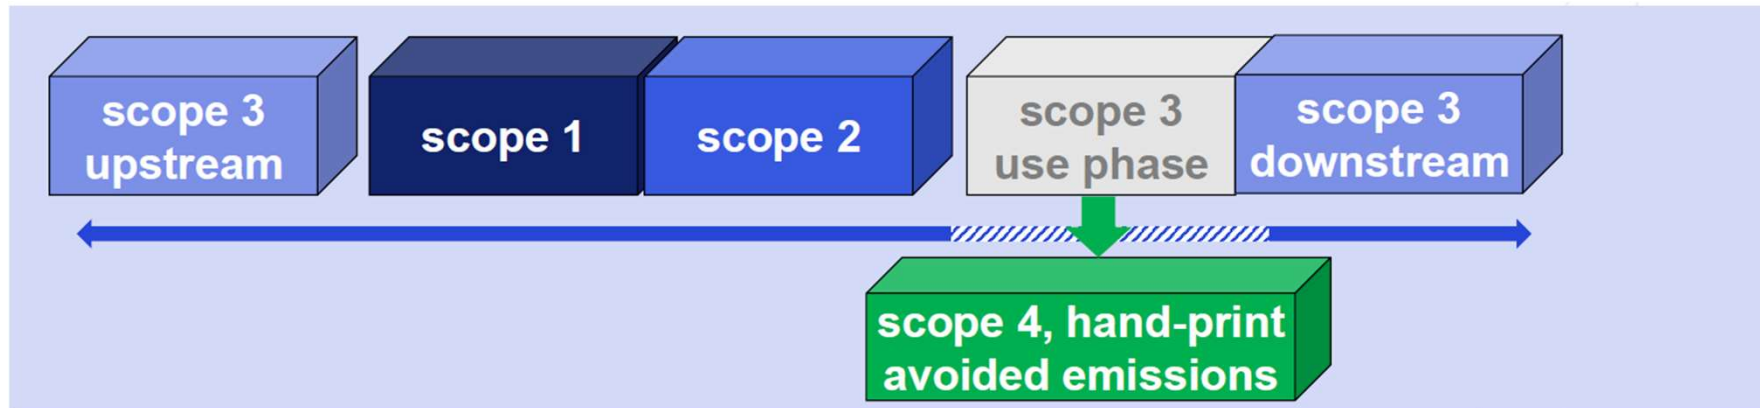 scope 3
upstream
scope 1
scope 2
scope 3
use phase
scope 3
downstream
scope 4, hand-print
avoided emissions